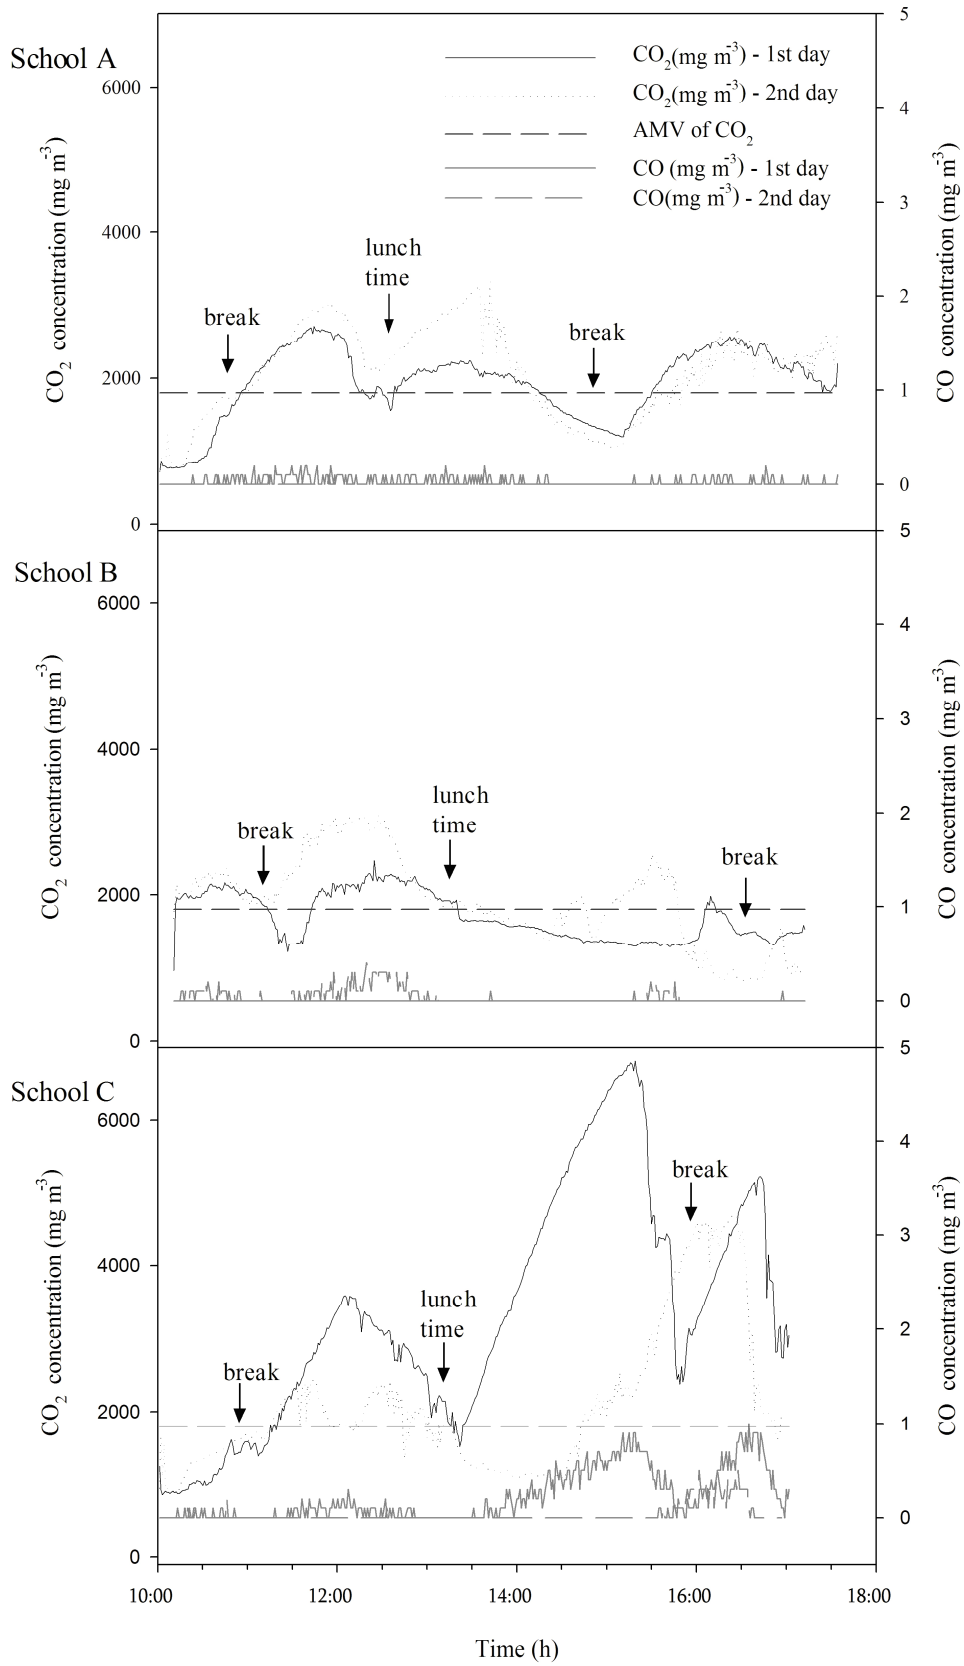 School A
CO2 concentration (mg m-3)
6000
4000
2000
0
CO2(mg m-3) - 1st day
CO2(mg m-3) - 2nd day
AMV of CO2
CO (mg m-3) - 1st day
CO(mg m-3) - 2nd day
break
lunch
time
break
5
4
3
2
1
0
CO concentration (mg m-3)
School B
CO2 concentration (mg m-3)
6000
4000
2000
0
break
lunch
time
break
5
4
3
2
1
0
CO concentration (mg m-3)
School C
CO2 concentration (mg m-3)
6000
4000
2000
0
break
lunch
time
break
5
4
3
2
1
0
CO concentration (mg m-3)
10:00 12:00 14:00 16:00 18:00
Time (h)